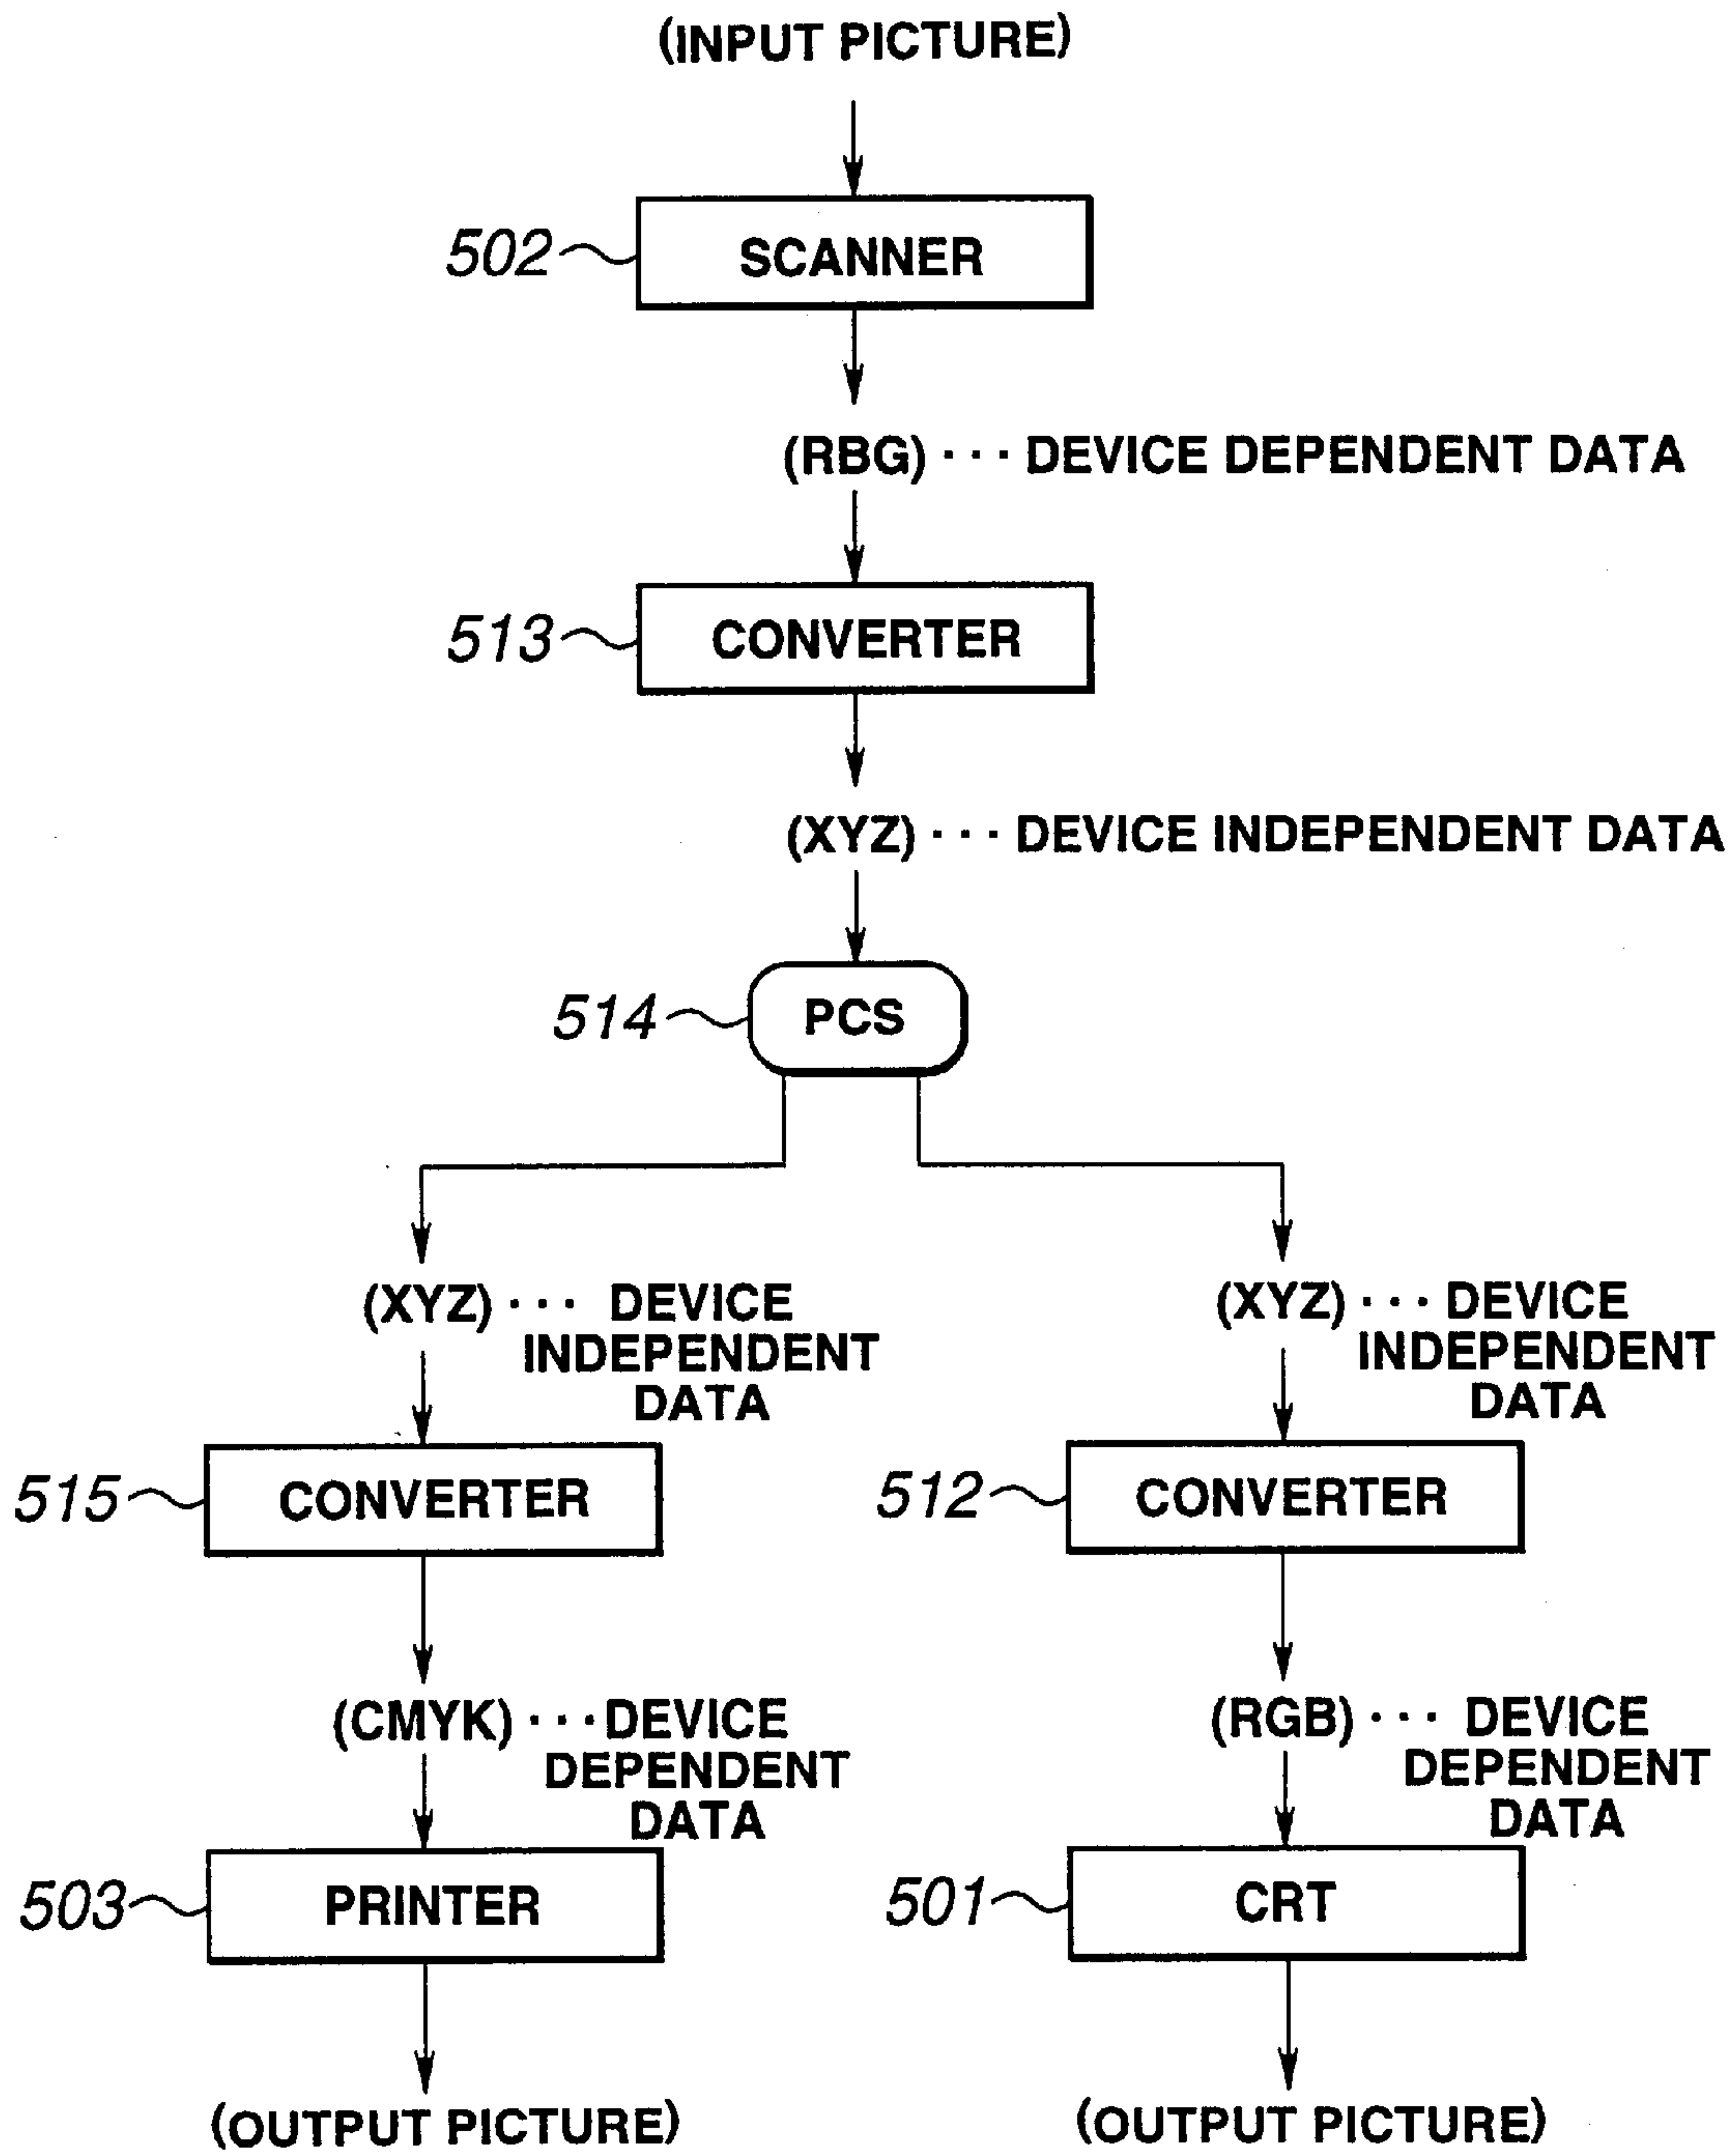 (INPUT PICTURE)
502 SCANNER
(RBG) ··· DEVICE DEPENDENT DATA
513 CONVERTER
(XYZ) ··· DEVICE INDEPENDENT DATA
514 PCS
(XYZ) ··· DEVICE
INDEPENDENT
DATA
(XYZ) ··· DEVICE
INDEPENDENT
DATA
515 CONVERTER
512 CONVERTER
(CMYK) ··· DEVICE
DEPENDENT
DATA
(RGB) ··· DEVICE
DEPENDENT
DATA
503 PRINTER
501 CRT
(OUTPUT PICTURE)
(OUTPUT PICTURE)